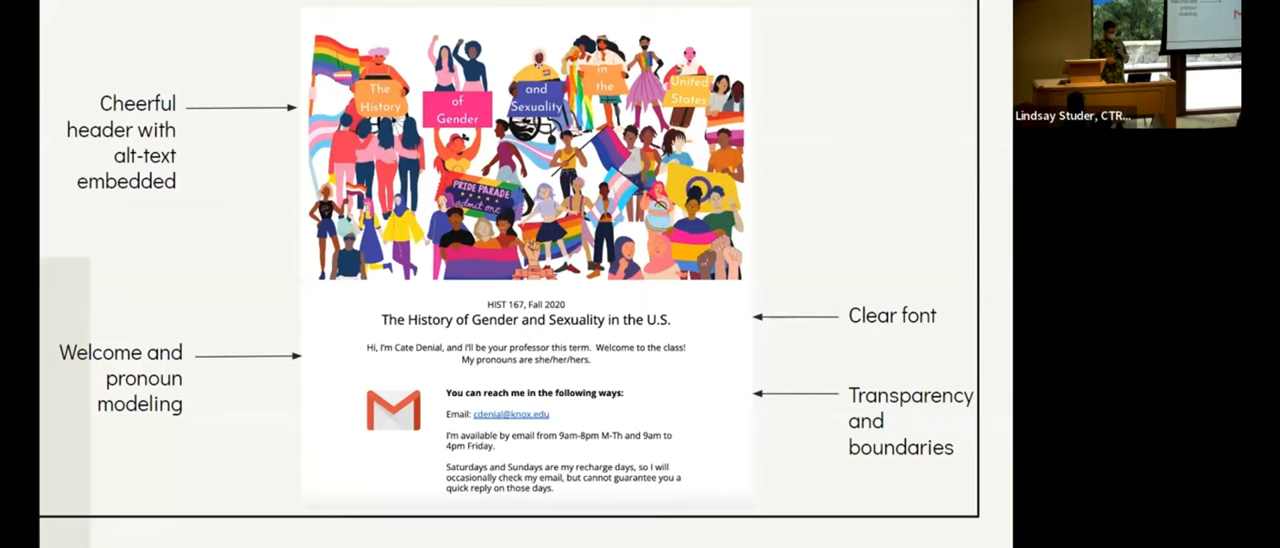 The
History
of
Gender
and
Sexuality
in
the
United
States
PRIDE PARADE
admit one
Cheerful
header with
alt-text
embedded
HIST 167, Fall 2020
The History of Gender and Sexuality in the U.S.
Clear font
Hi, I'm Cate Denial, and I'll be your professor this term. Welcome to the class!
My pronouns are she/her/hers.
Welcome and
pronoun
modeling
You can reach me in the following ways:
Email: cdenial@knox.edu
I'm available by email from 9am-8pm M-Th and 9am to
4pm Friday.
Saturdays and Sundays are my recharge days, so I will
occasionally check my email, but cannot guarantee you a
quick reply on those days.
Transparency
and
boundaries
Lindsay Studer, CTR...